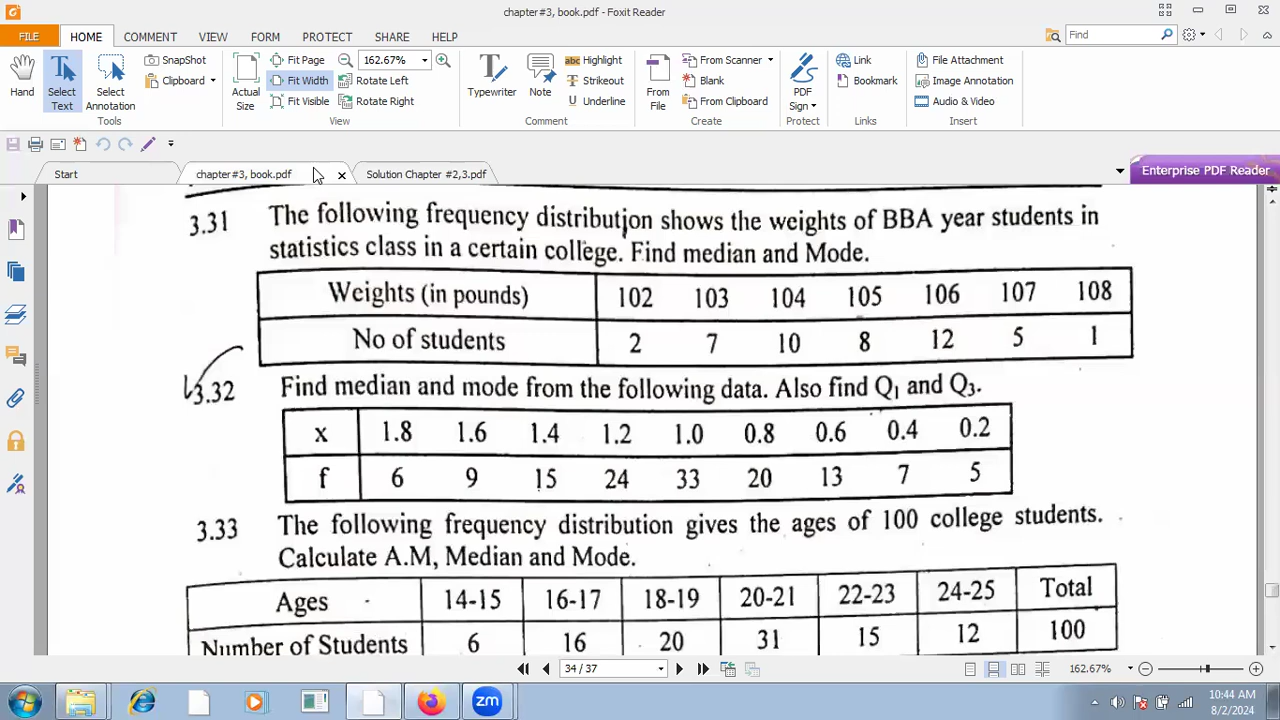 chapter#3, book.pdf - Foxit Reader
FILE HOME COMMENT VIEW FORM PROTECT SHARE HELP
Find
Hand
Select Text
Select Annotation
SnapShot
Clipboard
Tools
Actual Size
Fit Page
Fit Width
Fit Visible
162.67%
Rotate Left
Rotate Right
View
Typewriter
Note
Highlight
Strikeout
Underline
Comment
From File
From Scanner
Blank
From Clipboard
Create
PDF Sign
Protect
Link
Bookmark
Links
File Attachment
Image Annotation
Audio & Video
Insert
Start chapter#3, book.pdf Solution Chapter #2,3.pdf Enterprise PDF Reader
3.31 The following frequency distribution shows the weights of BBA year students in
statistics class in a certain college. Find median and Mode.
Weights (in pounds) 102 103 104 105 106 107 108
No of students 2 7 10 8 12 5 1
3.32 Find median and mode from the following data. Also find Q1 and Q3.
x 1.8 1.6 1.4 1.2 1.0 0.8 0.6 0.4 0.2
f 6 9 15 24 33 20 13 7 5
3.33 The following frequency distribution gives the ages of 100 college students.
Calculate A.M, Median and Mode.
Ages 14-15 16-17 18-19 20-21 22-23 24-25 Total
Number of Students 6 16 20 31 15 12 100
34 / 37 162.67%
zm
10:44 AM
8/2/2024